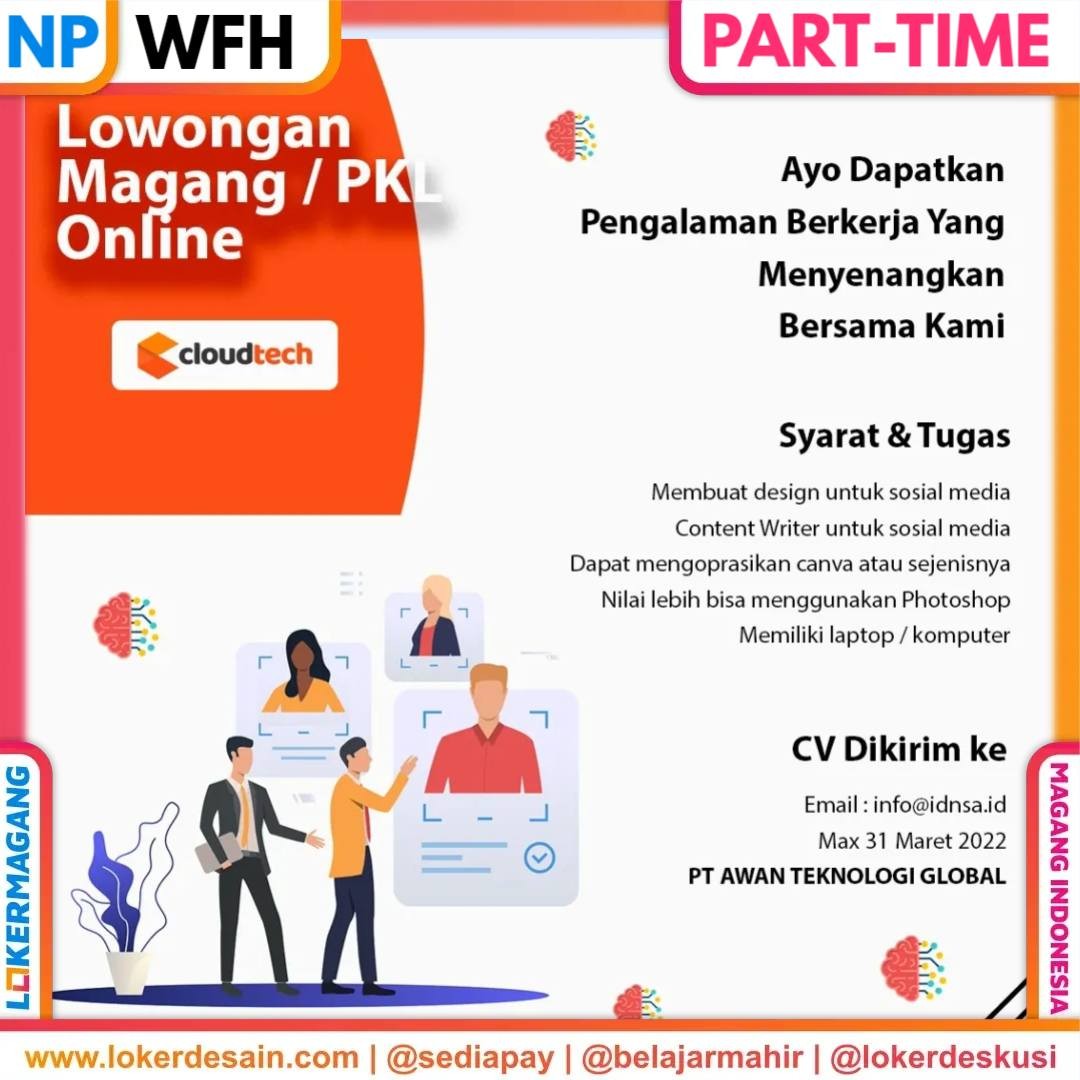 NP
WFH
PART-TIME
Lowongan
Magang / PKL
Online
cloudtech
Ayo Dapatkan
Pengalaman Berkerja Yang
Menyenangkan
Bersama Kami
Syarat & Tugas
Membuat design untuk sosial media
Content Writer untuk sosial media
Dapat mengoprasikan canva atau sejenisnya
Nilai lebih bisa menggunakan Photoshop
Memiliki laptop / komputer
CV Dikirim ke
Email : info@idnsa.id
Max 31 Maret 2022
PT AWAN TEKNOLOGI GLOBAL
LOKERMAGANG
MAGANG INDONESIA
www.lokerdesain.com | @sediapay | @belajarmahir | @lokerdeskusi